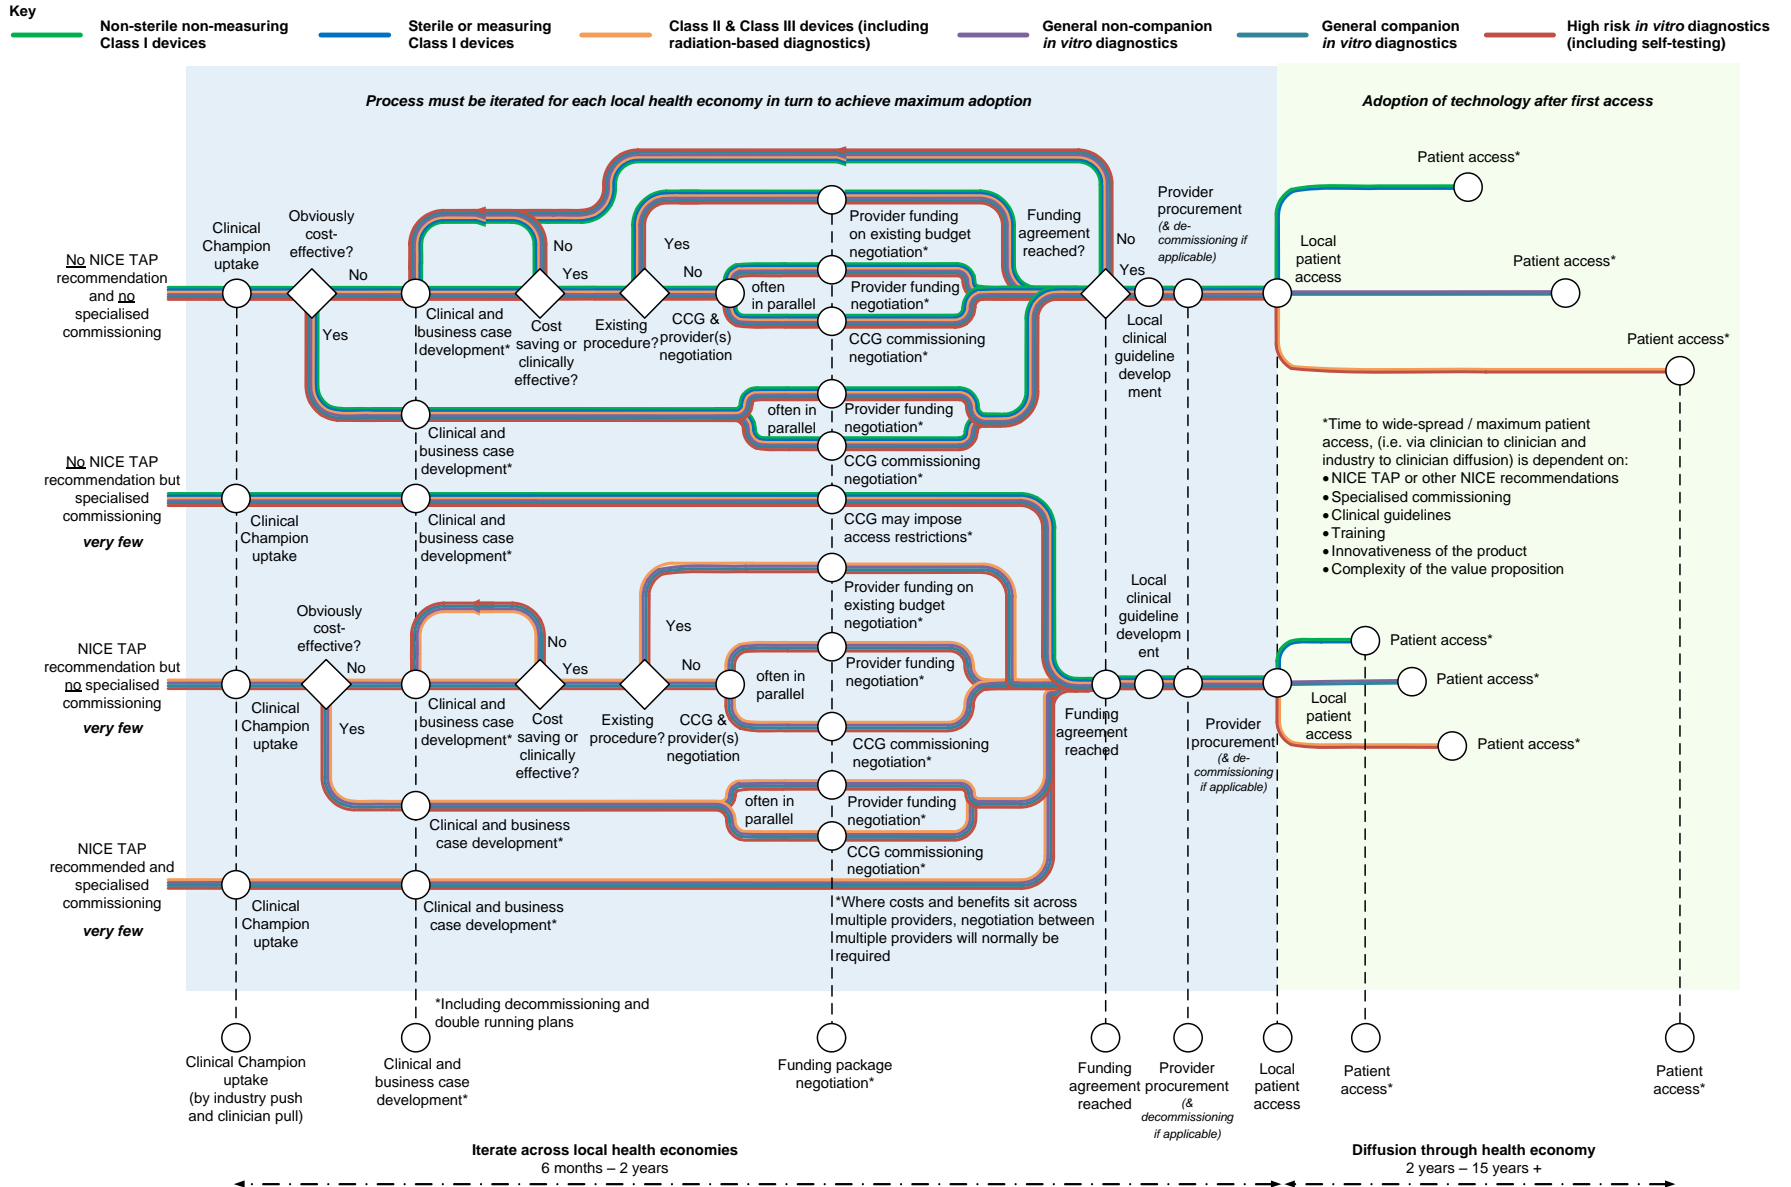 Key
Non-sterile non-measuring
Class I devices
Sterile or measuring
Class I devices
Class II & Class III devices (including
radiation-based diagnostics)
General non-companion
in vitro diagnostics
General companion
in vitro diagnostics
High risk in vitro diagnostics
(including self-testing)
Process must be iterated for each local health economy in turn to achieve maximum adoption
Adoption of technology after first access
No NICE TAP
recommendation
and no
specialised
commissioning
Clinical
Champion
uptake
Obviously
cost-
effective?
No
Yes
Clinical and
business case
development*
No
Yes
Cost
saving or
clinically
effective?
Existing
procedure?
Yes
No
CCG &
provider(s)
negotiation
often
in parallel
Provider funding
on existing budget
negotiation*
Provider funding
negotiation*
CCG commissioning
negotiation*
Funding
agreement
reached?
No
Yes
Local
clinical
guideline
develop
ment
Provider
procurement
(& de-
commissioning if
applicable)
Local
patient
access
Patient access*
Patient access*
Patient access*
Clinical and
business case
development*
often in
parallel
Provider funding
negotiation*
CCG commissioning
negotiation*
No NICE TAP
recommendation but
specialised
commissioning
very few
Clinical
Champion
uptake
Clinical and
business case
development*
CCG may impose
access restrictions*
*Time to wide-spread / maximum patient
access, (i.e. via clinician to clinician and
industry to clinician diffusion) is dependent on:
• NICE TAP or other NICE recommendations
• Specialised commissioning
• Clinical guidelines
• Training
• Innovativeness of the product
• Complexity of the value proposition
NICE TAP
recommendation but
no specialised
commissioning
very few
Clinical
Champion
uptake
Obviously
cost-
effective?
No
Yes
Clinical and
business case
development*
No
Yes
Cost
saving or
clinically
effective?
Existing
procedure?
Yes
No
CCG &
provider(s)
negotiation
often in
parallel
Provider funding on
existing budget
negotiation*
Provider funding
negotiation*
CCG commissioning
negotiation*
Funding
agreement
reached
Local
clinical
guideline
developm
ent
Provider
procurement
(& de-
commissioning
if applicable)
Local
patient
access
Patient access*
Patient access*
Patient access*
Clinical and business
case development*
often in
parallel
Provider funding
negotiation*
CCG commissioning
negotiation*
NICE TAP
recommended and
specialised
commissioning
very few
Clinical
Champion
uptake
Clinical and business
case development*
*Where costs and benefits sit across
multiple providers, negotiation between
multiple providers will normally be
required
*Including decommissioning and
double running plans
Clinical Champion
uptake
(by industry push
and clinician pull)
Clinical and
business case
development*
Funding package
negotiation*
Funding
agreement
reached
Provider
procurement
(&
decommissioning
if applicable)
Local
patient
access
Patient
access*
Patient
access*
Iterate across local health economies
6 months – 2 years
Diffusion through health economy
2 years – 15 years +